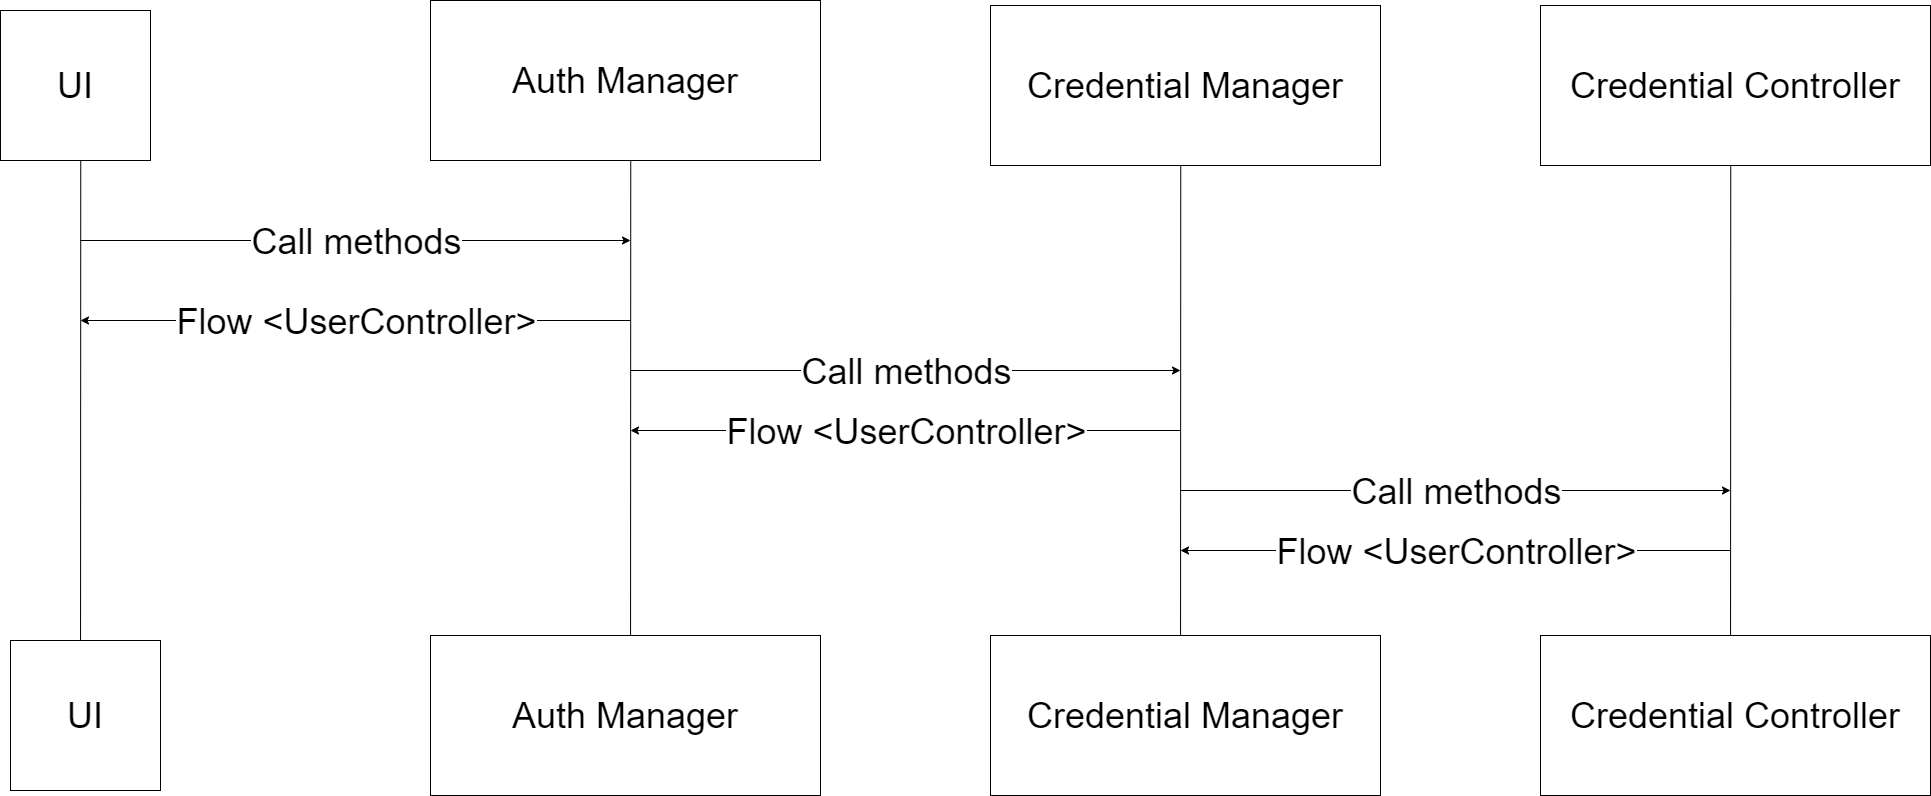 UI
Auth Manager
Credential Manager
Credential Controller
Call methods
Flow <UserController>
Call methods
Flow <UserController>
Call methods
Flow <UserController>
UI
Auth Manager
Credential Manager
Credential Controller